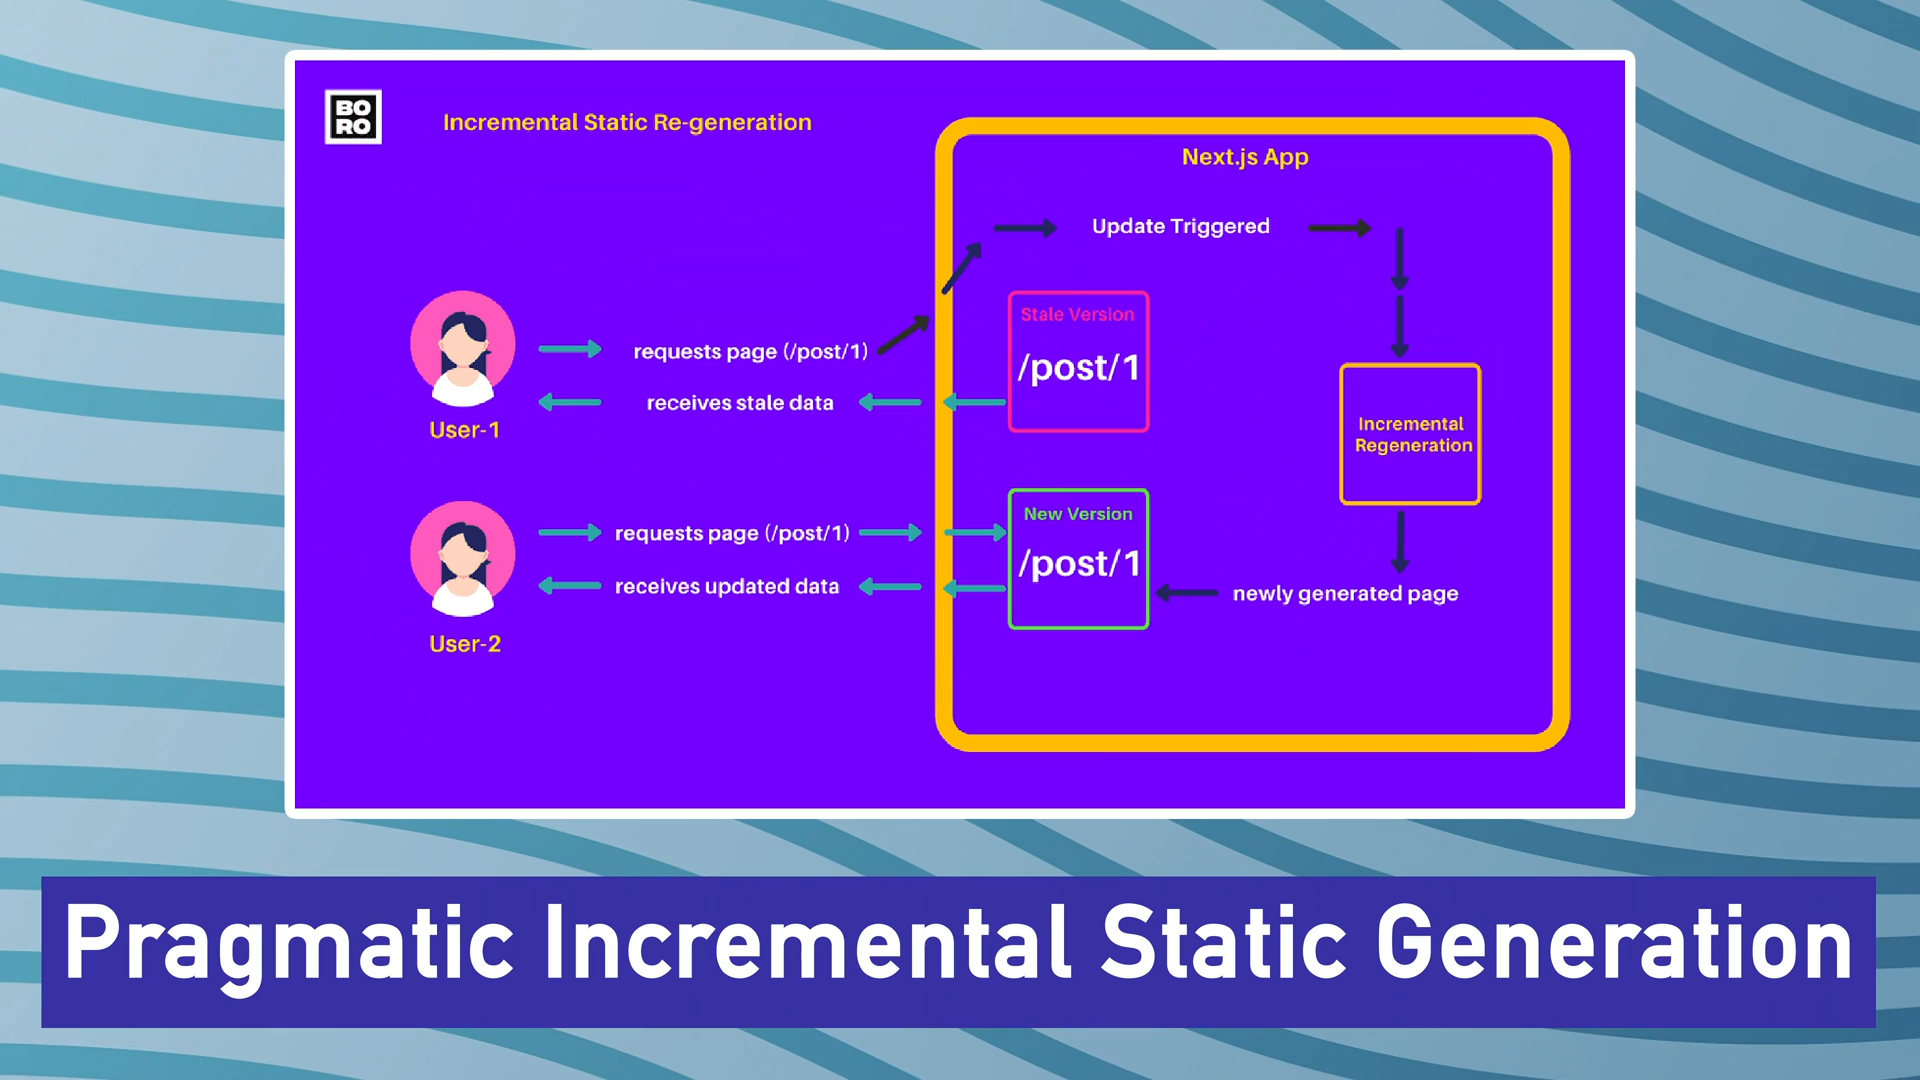 BO
RO
Incremental Static Re-generation
Next.js App
Update Triggered
Stale Version
/post/1
requests page (/post/1)
receives stale data
User-1
Incremental
Regeneration
New Version
/post/1
requests page (/post/1)
receives updated data
newly generated page
User-2
Pragmatic Incremental Static Generation